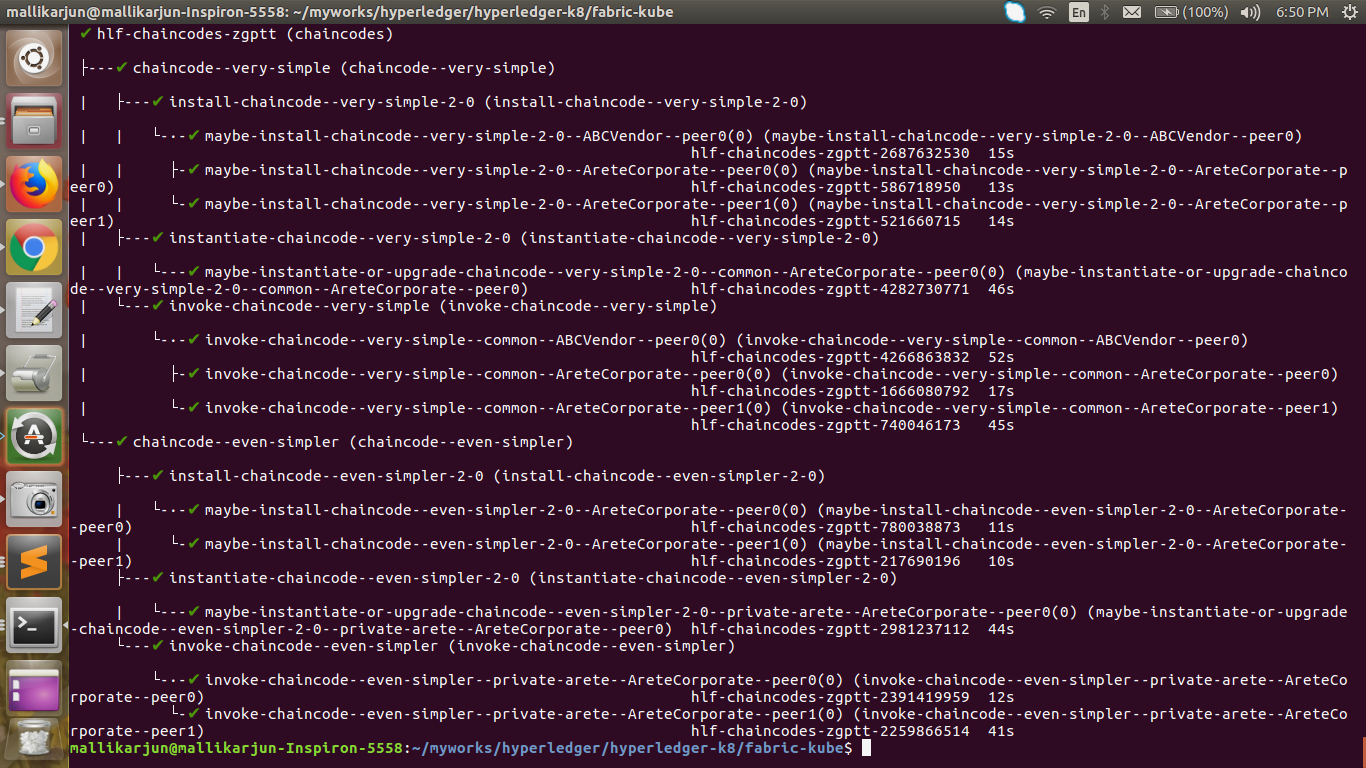 mallikarjun@mallikarjun-Inspiron-5558: ~/myworks/hyperledger/hyperledger-k8/fabric-kube En (100%) 6:50 PM
✔ hlf-chaincodes-zgptt (chaincodes)
├---✔ chaincode--very-simple (chaincode--very-simple)
|   ├---✔ install-chaincode--very-simple-2-0 (install-chaincode--very-simple-2-0)
|   |   └-·-✔ maybe-install-chaincode--very-simple-2-0--ABCVendor--peer0(0) (maybe-install-chaincode--very-simple-2-0--ABCVendor--peer0)
hlf-chaincodes-zgptt-2687632530  15s
|   |     ├-✔ maybe-install-chaincode--very-simple-2-0--AreteCorporate--peer0(0) (maybe-install-chaincode--very-simple-2-0--AreteCorporate--p
eer0) hlf-chaincodes-zgptt-586718950   13s
|   |     └-✔ maybe-install-chaincode--very-simple-2-0--AreteCorporate--peer1(0) (maybe-install-chaincode--very-simple-2-0--AreteCorporate--p
eer1) hlf-chaincodes-zgptt-521660715   14s
|   ├---✔ instantiate-chaincode--very-simple-2-0 (instantiate-chaincode--very-simple-2-0)
|   |   └---✔ maybe-instantiate-or-upgrade-chaincode--very-simple-2-0--common--AreteCorporate--peer0(0) (maybe-instantiate-or-upgrade-chainco
de--very-simple-2-0--common--AreteCorporate--peer0) hlf-chaincodes-zgptt-4282730771  46s
|   └---✔ invoke-chaincode--very-simple (invoke-chaincode--very-simple)
|       └-·-✔ invoke-chaincode--very-simple--common--ABCVendor--peer0(0) (invoke-chaincode--very-simple--common--ABCVendor--peer0)
hlf-chaincodes-zgptt-4266863832  52s
|         ├-✔ invoke-chaincode--very-simple--common--AreteCorporate--peer0(0) (invoke-chaincode--very-simple--common--AreteCorporate--peer0)
hlf-chaincodes-zgptt-1666080792  17s
|         └-✔ invoke-chaincode--very-simple--common--AreteCorporate--peer1(0) (invoke-chaincode--very-simple--common--AreteCorporate--peer1)
hlf-chaincodes-zgptt-740046173   45s
└---✔ chaincode--even-simpler (chaincode--even-simpler)
├---✔ install-chaincode--even-simpler-2-0 (install-chaincode--even-simpler-2-0)
|   └-·-✔ maybe-install-chaincode--even-simpler-2-0--AreteCorporate--peer0(0) (maybe-install-chaincode--even-simpler-2-0--AreteCorporate-
-peer0) hlf-chaincodes-zgptt-780038873   11s
|     └-✔ maybe-install-chaincode--even-simpler-2-0--AreteCorporate--peer1(0) (maybe-install-chaincode--even-simpler-2-0--AreteCorporate-
-peer1) hlf-chaincodes-zgptt-217690196   10s
├---✔ instantiate-chaincode--even-simpler-2-0 (instantiate-chaincode--even-simpler-2-0)
|   └---✔ maybe-instantiate-or-upgrade-chaincode--even-simpler-2-0--private-arete--AreteCorporate--peer0(0) (maybe-instantiate-or-upgrade
-chaincode--even-simpler-2-0--private-arete--AreteCorporate--peer0) hlf-chaincodes-zgptt-2981237112  44s
└---✔ invoke-chaincode--even-simpler (invoke-chaincode--even-simpler)
└-·-✔ invoke-chaincode--even-simpler--private-arete--AreteCorporate--peer0(0) (invoke-chaincode--even-simpler--private-arete--AreteCo
rporate--peer0) hlf-chaincodes-zgptt-2391419959  12s
└-✔ invoke-chaincode--even-simpler--private-arete--AreteCorporate--peer1(0) (invoke-chaincode--even-simpler--private-arete--AreteCo
rporate--peer1) hlf-chaincodes-zgptt-2259866514  41s
mallikarjun@mallikarjun-Inspiron-5558:~/myworks/hyperledger/hyperledger-k8/fabric-kube$